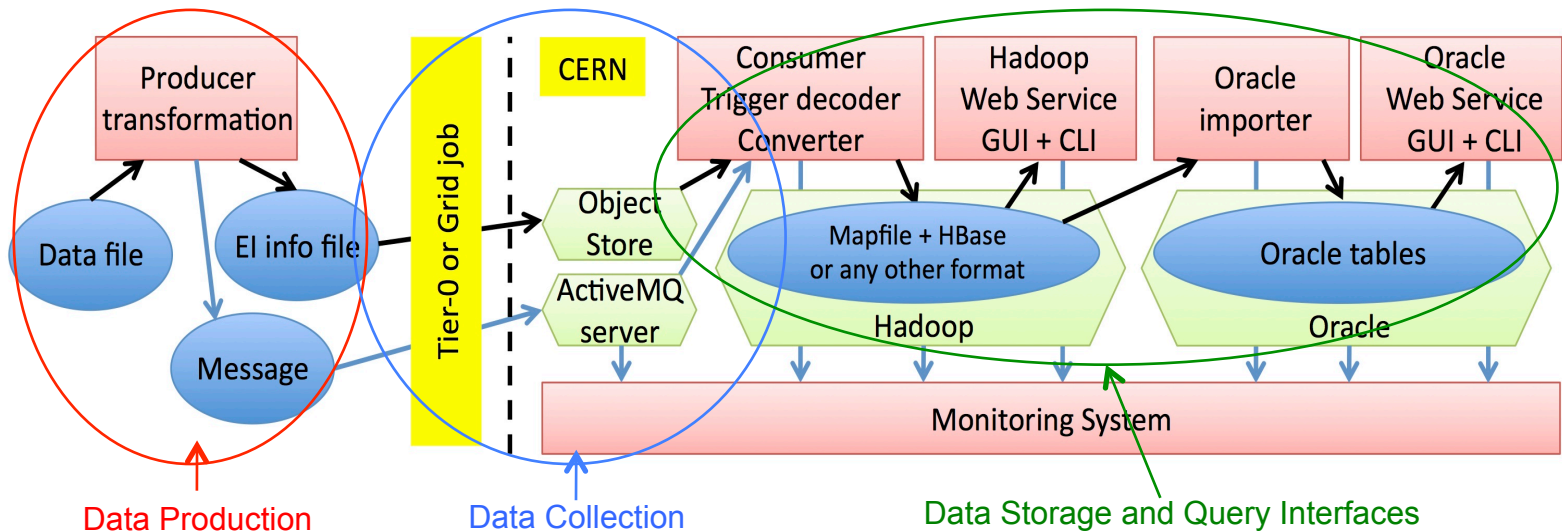 Producer
transformation
Data file
EI info file
Message
Tier-0 or Grid job
CERN
Object
Store
ActiveMQ
server
Consumer
Trigger decoder
Converter
Hadoop
Web Service
GUI + CLI
Mapfile + HBase
or any other format
Hadoop
Oracle
importer
Oracle
Web Service
GUI + CLI
Oracle tables
Oracle
Monitoring System
Data Production
Data Collection
Data Storage and Query Interfaces